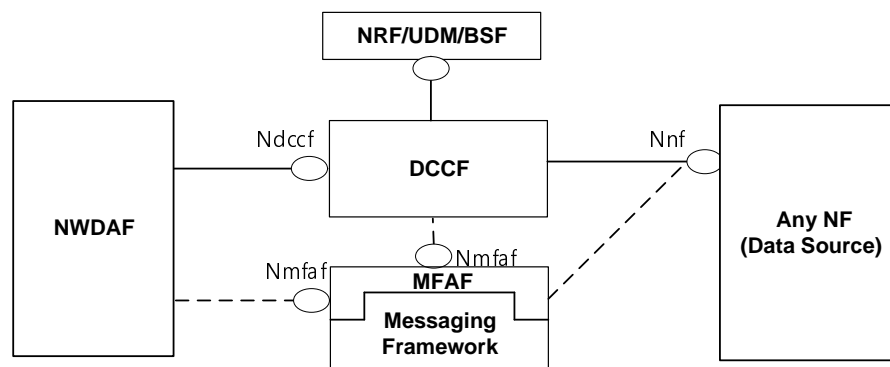 NRF/UDM/BSF
Ndccf
DCCF
Nnf
NWDAF
Any NF
(Data Source)
Nmfaf
Nmfaf
MFAF
Messaging
Framework